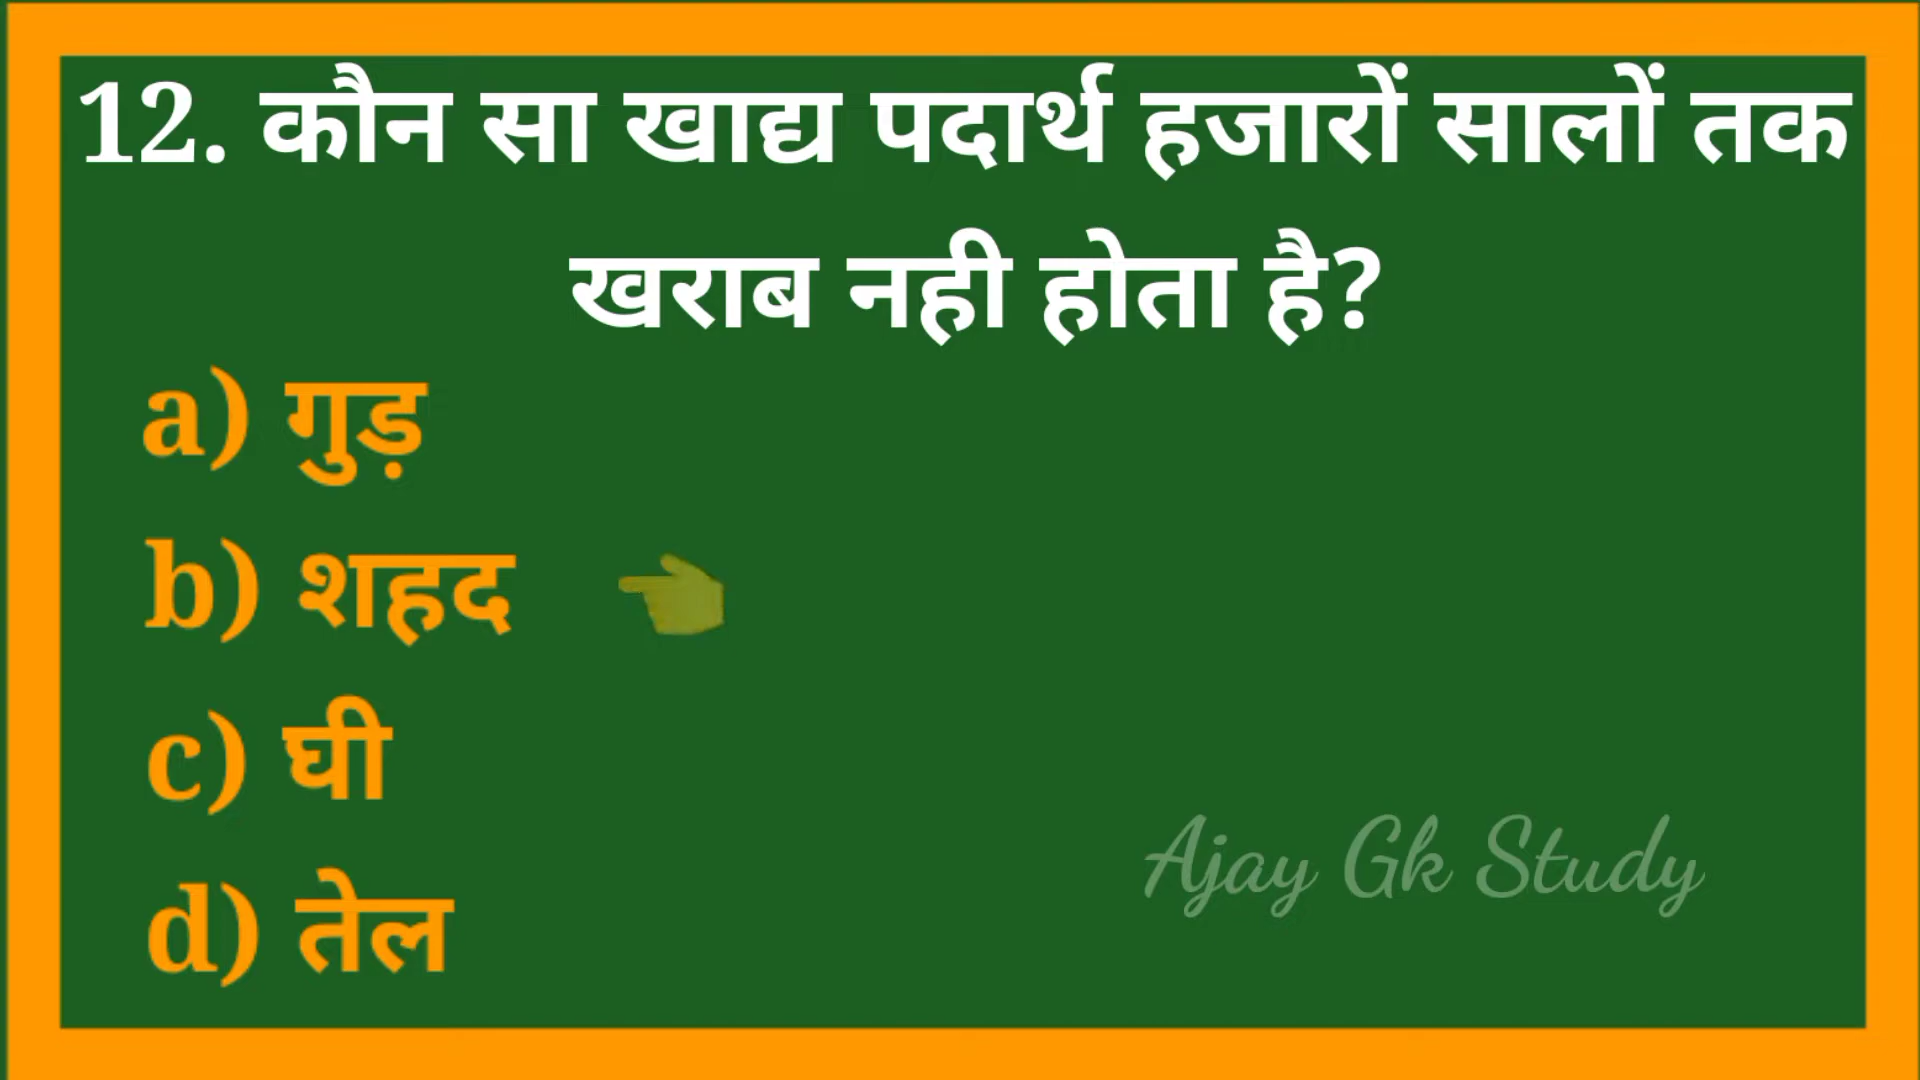 12. कौन सा खाद्य पदार्थ हजारों सालों तक
खराब नही होता है?
a) गुड़
b) शहद
c) घी
d) तेल
Ajay Gk Study